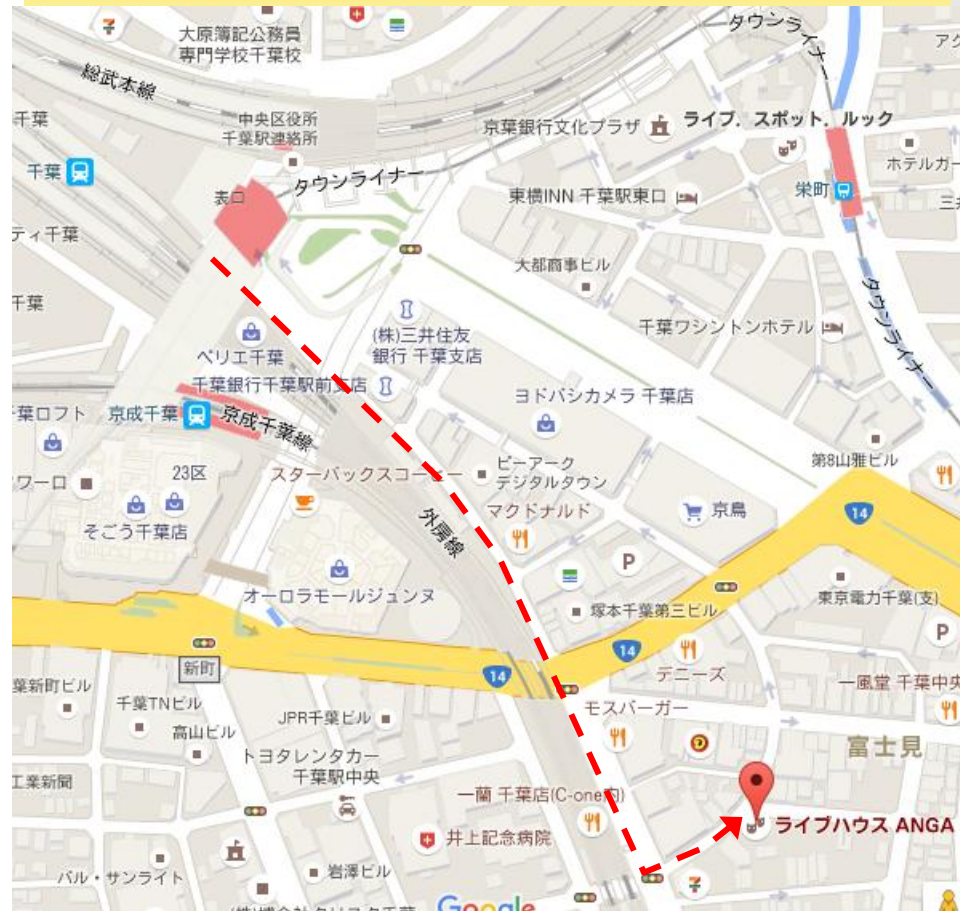 大原簿記公務員
専門学校千葉校
タウンライナー
総武本線
中央区役所
千葉駅連絡所
京葉銀行文化プラザ
ライブ. スポット. ルック
千葉
千葉
表口
タウンライナー
東横INN 千葉駅東口
栄町
ティ千葉
大都商事ビル
千葉
(株)三井住友
銀行 千葉支店
千葉ワシントンホテル
タウンライナー
ペリエ千葉
千葉銀行千葉駅前支店
ヨドバシカメラ 千葉店
葉ロフト
京成千葉
京成千葉線
23区
スターバックスコーヒー
ビーアーク
デジタルタウン
第8山雅ビル
ワーロ
そごう千葉店
外房線
マクドナルド
京鳥
14
P
オーロラモールジュンヌ
塚本千葉第三ビル
東京電力千葉(支)
P
新町
14
14
デニーズ
葉新町ビル
千葉TNビル
JPR千葉ビル
モスバーガー
一風堂 千葉中央
高山ビル
富士見
トヨタレンタカー
千葉駅中央
工業新聞
一蘭 千葉店(C-one内)
ライブハウス ANGA
井上記念病院
パル・サンライト
岩澤ビル
Google